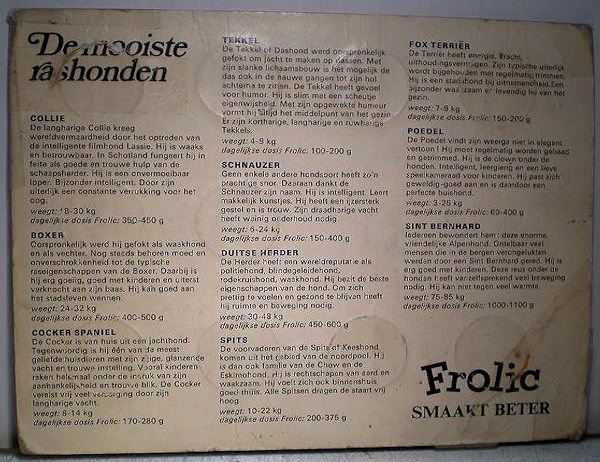 De mooiste
rashonden
COLLIE
De langharige Collie kreeg
wereldvermaardheid door het optreden van
de intelligente filmhond Lassie. Hij is waaks
en betrouwbaar. In Schotland fungeert hij in
feite als goede en trouwe hulp van de
schaapsherder. Hij is een onvermoeibaar
loper. Bijzonder intelligent. Door zijn
uiterlijk een constante verrukking voor het
oog.
weegt: 18-30 kg
dagelijkse dosis Frolic: 350-450 g
BOXER
Oorspronkelijk werd hij gefokt als waakhond
en als vechter. Nog steeds behoren moed en
onverschrokkenheid tot de typische
raseigenschappen van de Boxer. Daarbij is
hij erg goeiig, goed met kinderen en uiterst
verknocht aan zijn baas. Hij kan goed aan
het stadsleven wennen.
weegt: 24-32 kg
dagelijkse dosis Frolic: 400-500 g
COCKER SPANIEL
De Cocker is van huis uit een jachthond.
Tegenwoordig is hij één van de meest
geliefde huisdieren met zijn zijige, glanzende
vacht en trouwe instelling. Vooral kinderen
raken helemaal onder de indruk van zijn
aanhankelijkheid en trouwe blik. De Cocker
vereist vrij veel verzorging door zijn
langharige vacht.
weegt: 8-14 kg
dagelijkse dosis Frolic: 170-280 g
TEKKEL
De Tekkel of Dashond werd oorspronkelijk
gefokt om jacht te maken op dassen. Met
zijn slanke lichaamsbouw is het mogelijk de
das ook in de nauwe gangen tot zijn hol
achterna te zitten. De Tekkel heeft gevoel
voor humor. Hij is slim met een scheutje
eigenwijsheid. Met zijn opgewekte humeur
vormt hij altijd het middelpunt van het gezin.
Er zijn kortharige, langharige en ruwharige
Tekkels.
weegt: 4-9 kg
dagelijkse dosis Frolic: 100-200 g
SCHNAUZER
Geen enkele andere hondsoort heeft zo'n
prachtige snor. Daaraan dankt de
Schnauzer zijn naam. Hij is intelligent. Leert
makkelijk kunstjes. Hij heeft een ijzersterk
gestel en is trouw. Zijn draadharige vacht
heeft weinig onderhoud nodig.
weegt: 6-24 kg
dagelijkse dosis Frolic: 150-400 g
DUITSE HERDER
De Herder heeft een wereldreputatie als
politiehond, blindegeleidehond,
rodekruishond, waakhond. Hij bezit de beste
eigenschappen van de hond. Om zich
prettig te voelen en gezond te blijven heeft
hij ruimte en beweging nodig.
weegt: 30-43 kg
dagelijkse dosis Frolic: 450-600 g
SPITS
De voorvaderen van de Spits of Keeshond
komen uit het gebied van de noordpool. Hij
is dan ook familie van de Chow en de
Eskimohond. Hij is rechtschapen van aard en
waakzaam. Hij voelt zich ook binnenshuis
goed thuis. Alle Spitsen dragen de staart vrij
hoog.
weegt: 10-22 kg
dagelijkse dosis Frolic: 200-375 g
FOX TERRIËR
De Terriër heeft energie, kracht,
uithoudingsvermogen. Zijn typische uiterlijk
wordt bijgehouden met regelmatig trimmen.
Hij is een stadhond bij uitnemendheid. Een
bijzonder waakzaam en levendig lid van het
gezin.
weegt: 7-9 kg
dagelijkse dosis Frolic: 150-200 g
POEDEL
De Poedel vindt zijn weerga niet in elegant
vertoon! Hij moet regelmatig worden gebaad
en getrimmed. Hij is de clown onder de
honden. Intelligent, leergierig en een lieve
speelkameraad voor kinderen. Hij past zich
geweldig goed aan en is daardoor een
perfekte huishond.
weegt: 3-25 kg
dagelijkse dosis Frolic: 60-400 g
SINT BERNHARD
Iedereen bewondert hem: deze enorme,
vriendelijke Alpenhond. Ontelbaar veel
mensen die in de bergen verongelukten
werden door een Sint Bernhard gered. Hij is
erg goed met kinderen. Deze reus onder de
honden heeft vanzelfsprekend veel beweging
nodig. Hij kan niet tegen veel warmte.
weegt: 75-85 kg
dagelijkse dosis Frolic: 1000-1100 g
Frolic
SMAAKT BETER